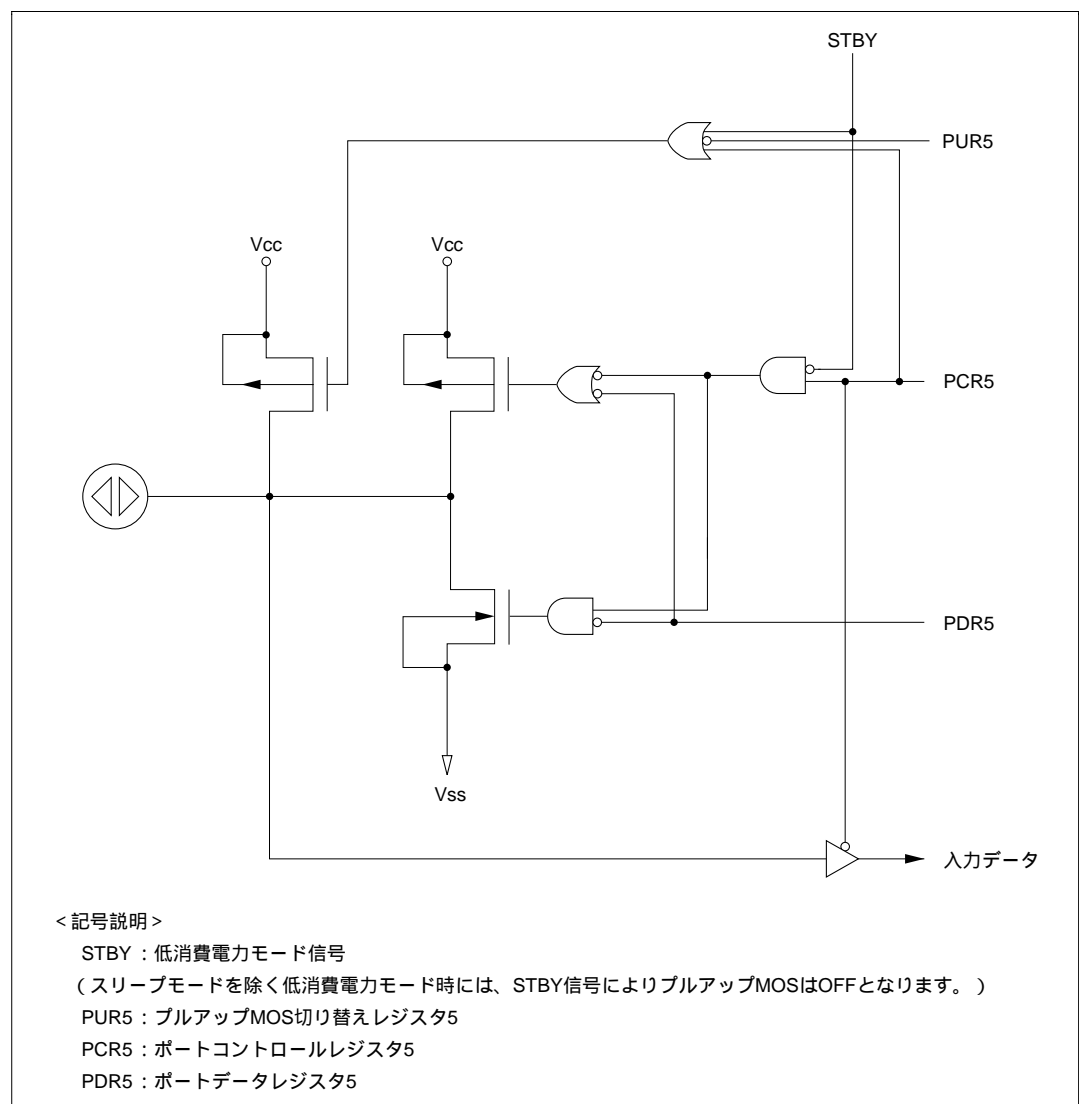 STBY
PUR5
Vcc
Vcc
PCR5
PDR5
Vss
入力データ
<記号説明>
STBY：低消費電力モード信号
（スリープモードを除く低消費電力モード時には、STBY信号によりプルアップMOSはOFFとなります。）
PUR5：プルアップMOS切り替えレジスタ5
PCR5：ポートコントロールレジスタ5
PDR5：ポートデータレジスタ5